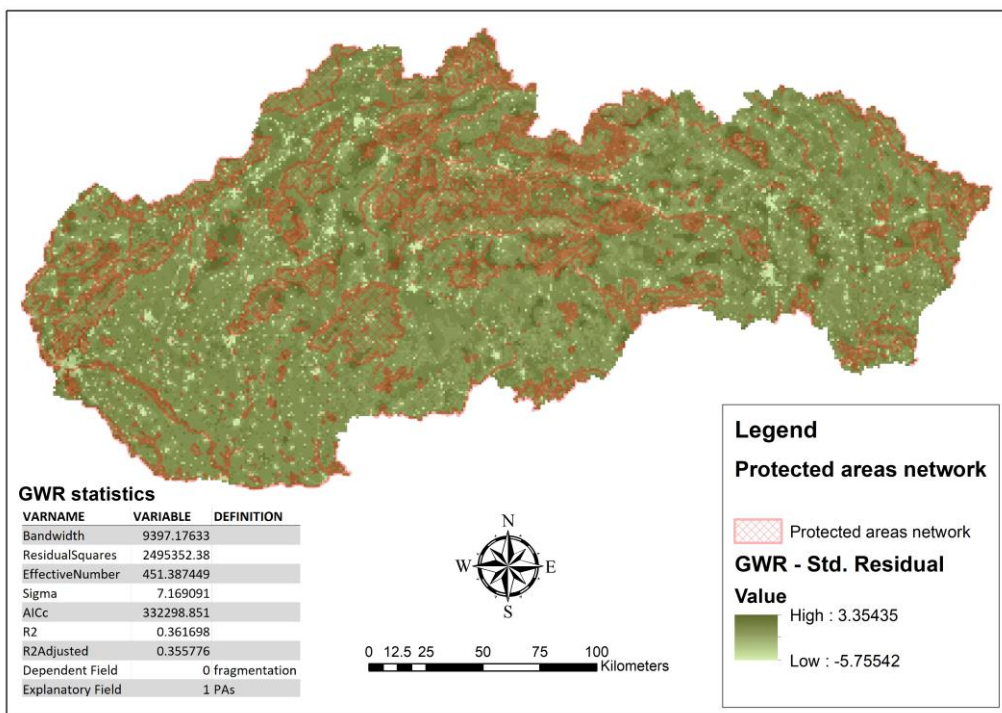 GWR statistics
VARNAME VARIABLE DEFINITION
Bandwidth 9397.17633
ResidualSquares 2495352.38
EffectiveNumber 451.387449
Sigma 7.169091
AICc 332298.851
R2 0.361698
R2Adjusted 0.355776
Dependent Field 0 fragmentation
Explanatory Field 1 PAs
N
W E
S
0 12.5 25 50 75 100
Kilometers
Legend
Protected areas network
Protected areas network
GWR - Std. Residual
Value
High : 3.35435
Low : -5.75542